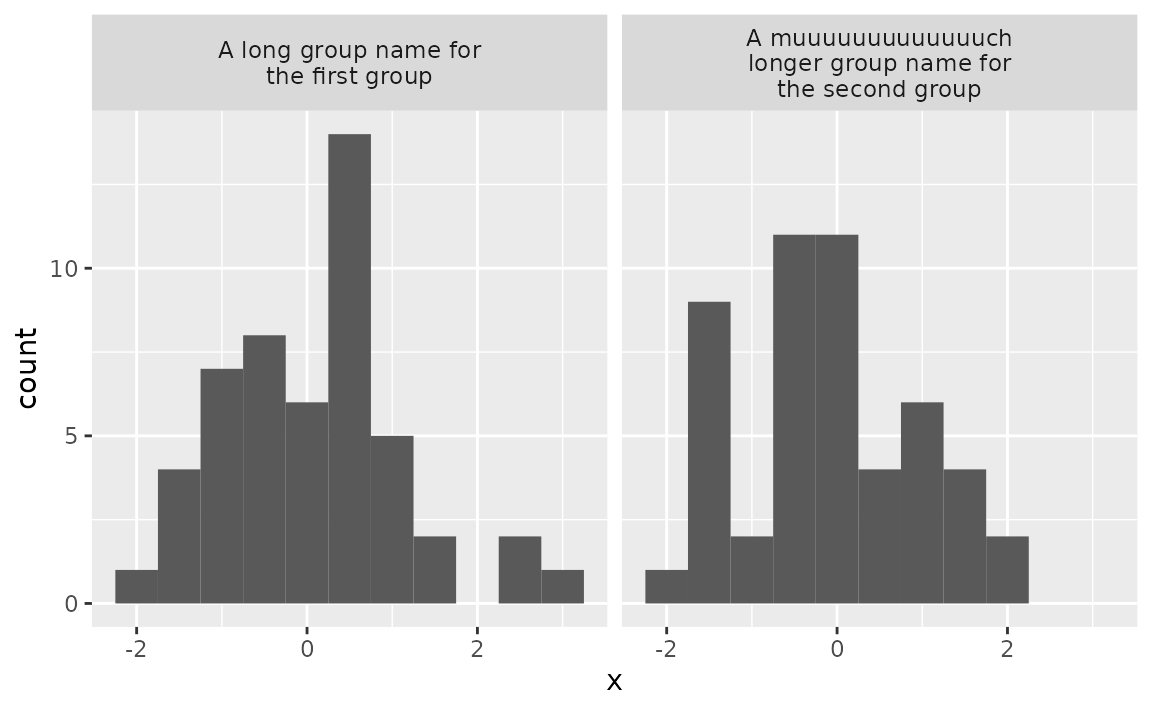 A long group name for
the first group
A muuuuuuuuuuuuuuch
longer group name for
the second group
count
10
5
0
-2
0
2
-2
0
2
x